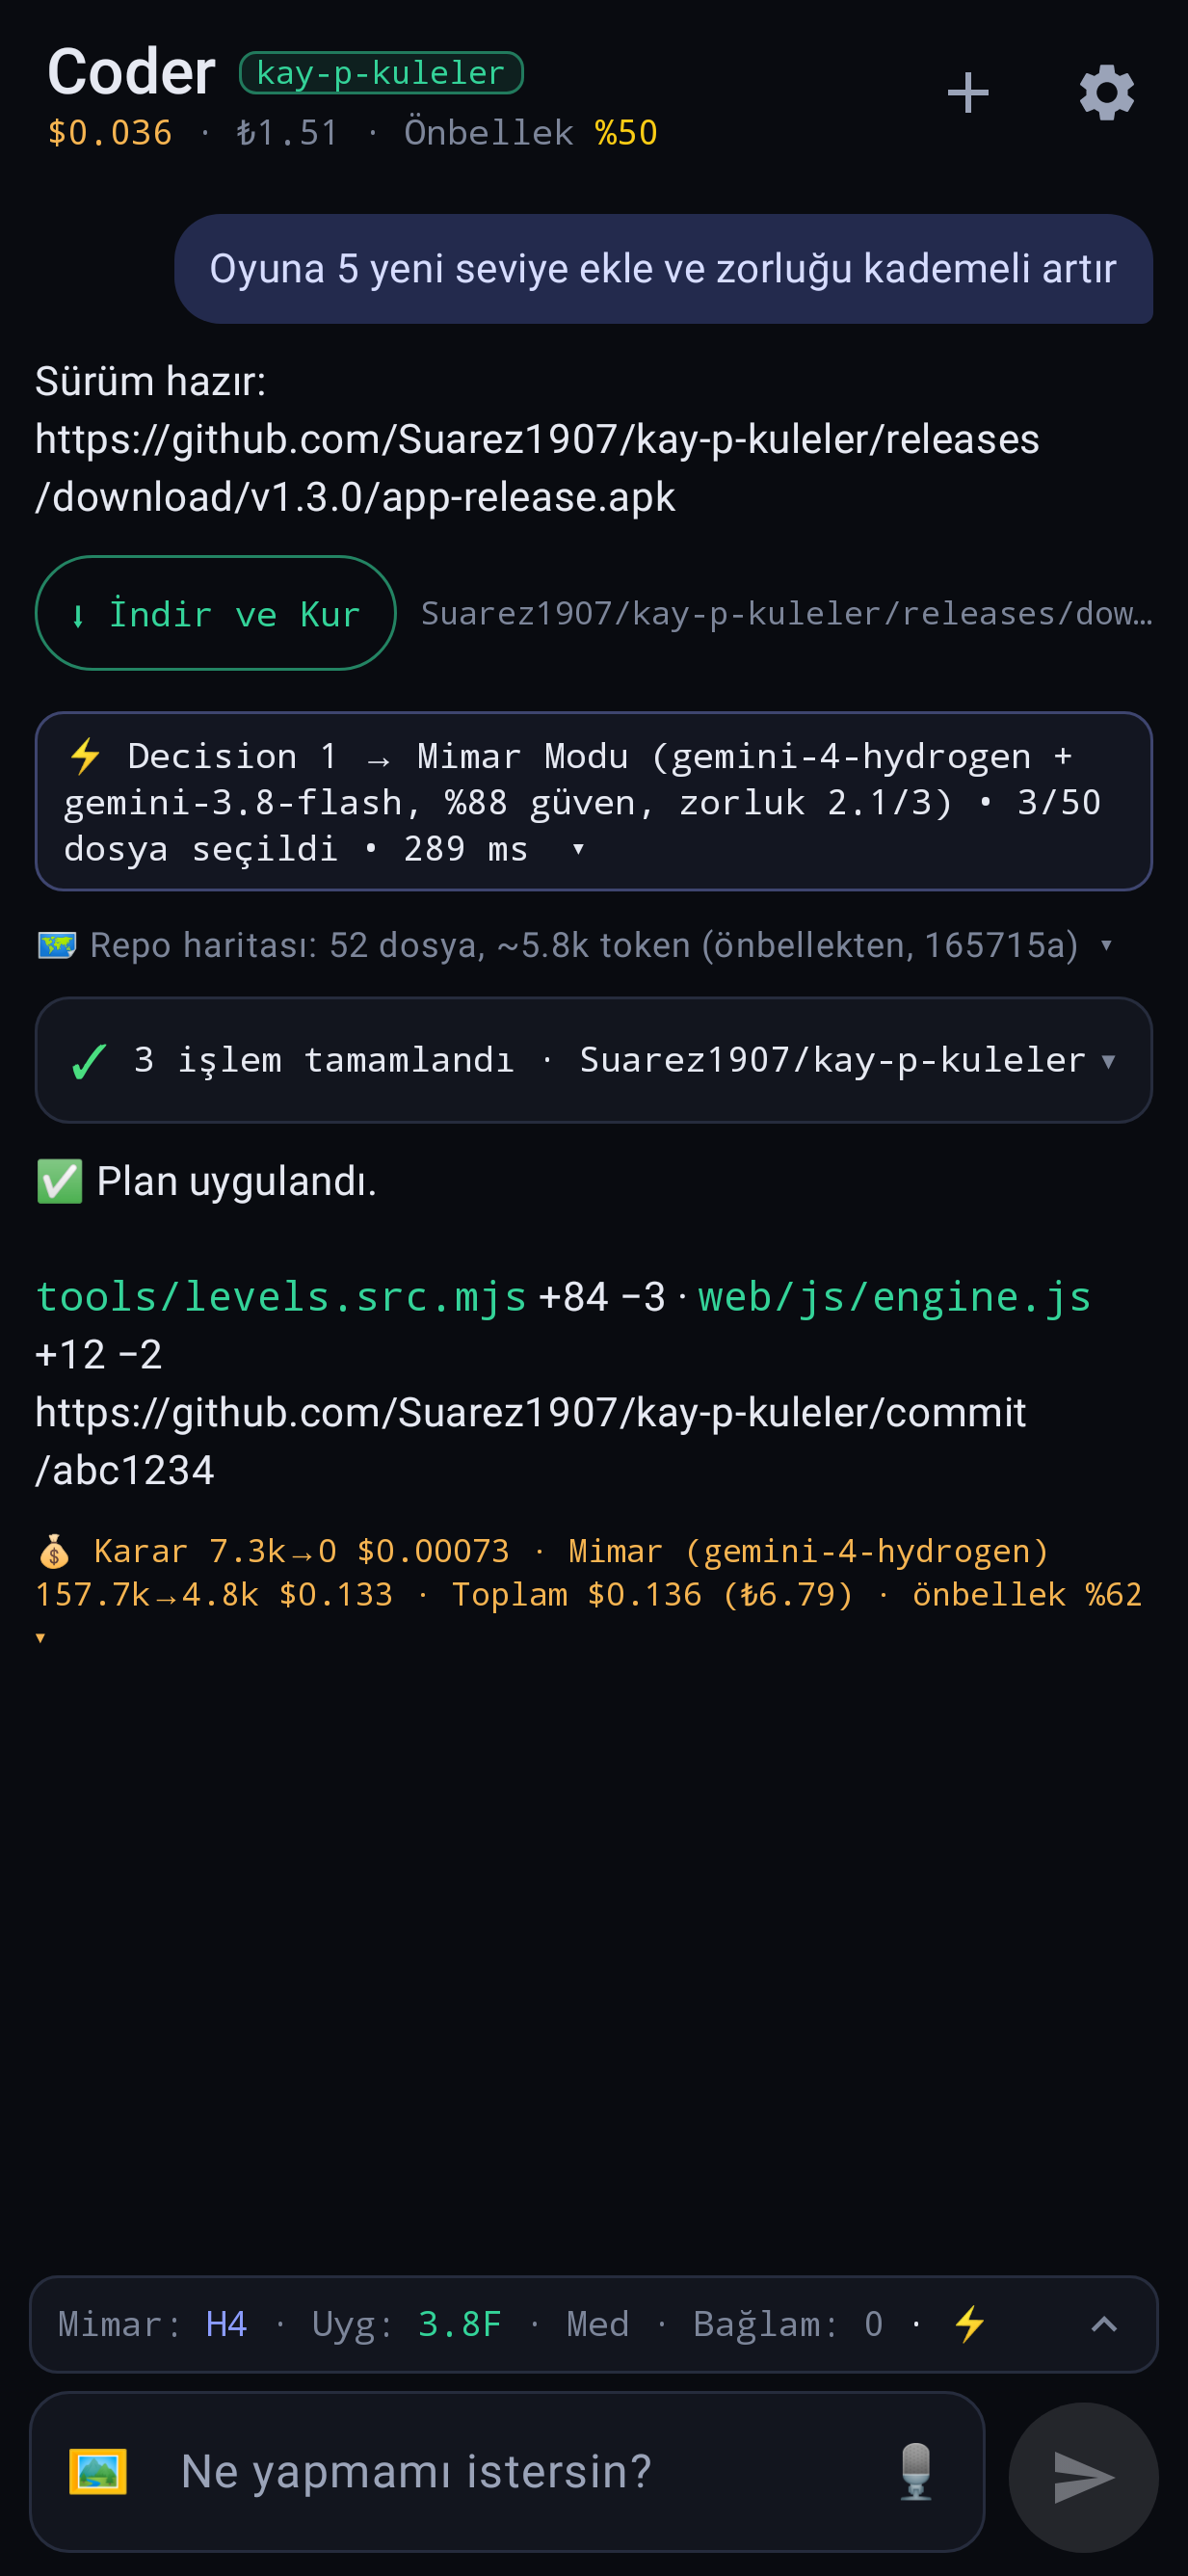 Coder kay-p-kuleler
$0.036 · ₺1.51 · Önbellek %50
Oyuna 5 yeni seviye ekle ve zorluğu kademeli artır
Sürüm hazır:
https://github.com/Suarez1907/kay-p-kuleler/releases
/download/v1.3.0/app-release.apk
⬇ İndir ve Kur Suarez1907/kay-p-kuleler/releases/dow…
⚡ Decision 1 → Mimar Modu (gemini-4-hydrogen +
gemini-3.8-flash, %88 güven, zorluk 2.1/3) • 3/50
dosya seçildi • 289 ms ▾
🗺️ Repo haritası: 52 dosya, ~5.8k token (önbellekten, 165715a) ▾
✓ 3 işlem tamamlandı · Suarez1907/kay-p-kuleler ▾
✅ Plan uygulandı.
tools/levels.src.mjs +84 −3 · web/js/engine.js
+12 −2
https://github.com/Suarez1907/kay-p-kuleler/commit
/abc1234
💰 Karar 7.3k→0 $0.00073 · Mimar (gemini-4-hydrogen)
157.7k→4.8k $0.133 · Toplam $0.136 (₺6.79) · önbellek %62
▾
Mimar: H4 · Uyg: 3.8F · Med · Bağlam: 0 · ⚡
Ne yapmamı istersin?